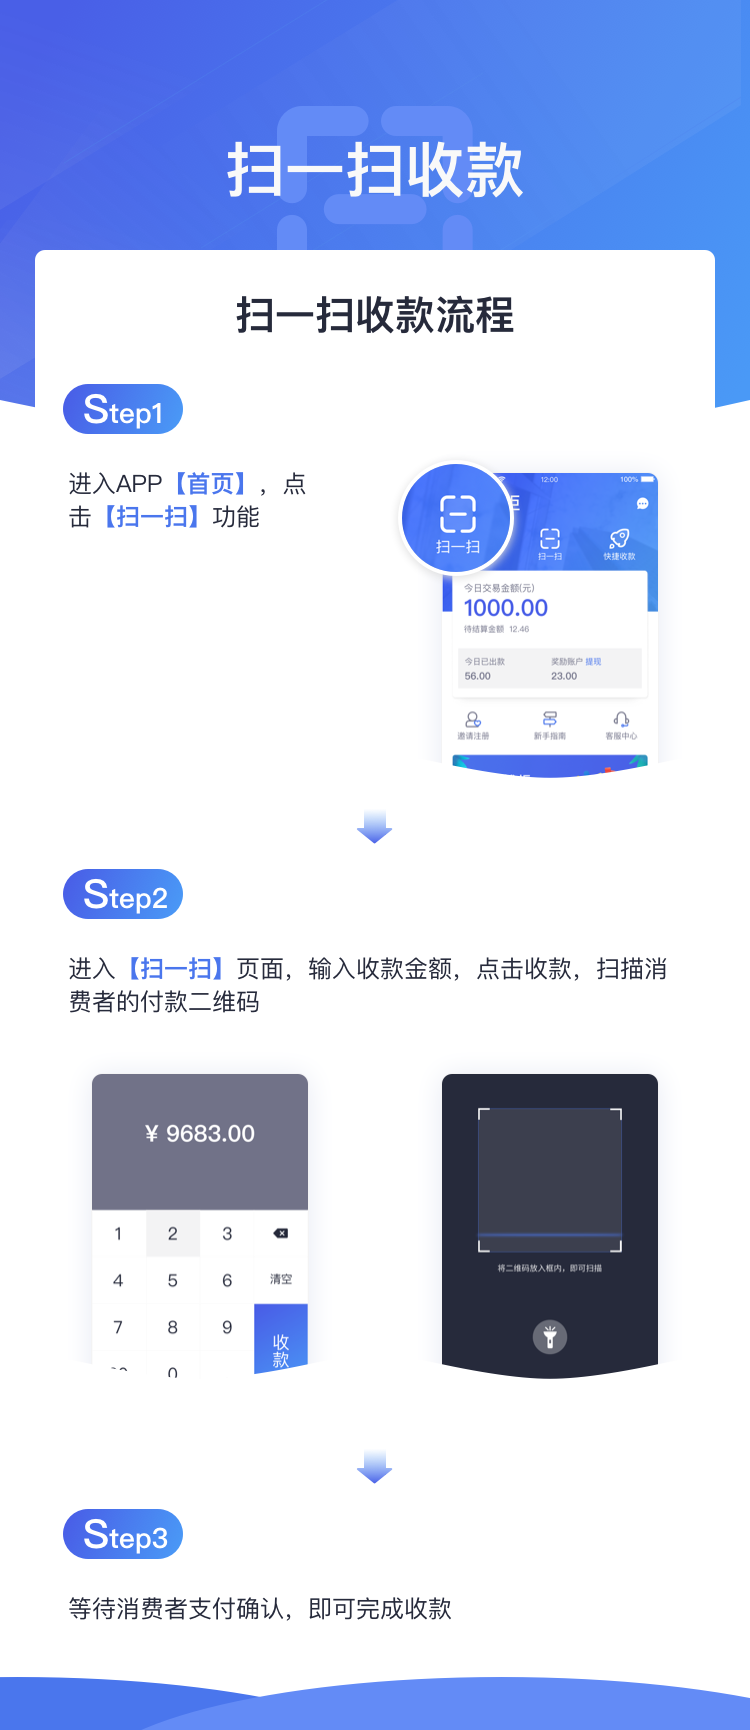 扫一扫收款
扫一扫收款流程
Step1
进入APP【首页】，点
击【扫一扫】功能
12:00
100%
扫一扫
扫一扫
快捷收款
今日交易金额(元)
1000.00
待结算金额 12.46
今日已出款
奖励账户 提现
56.00
23.00
邀请注册
新手指南
客服中心
Step2
进入【扫一扫】页面，输入收款金额，点击收款，扫描消
费者的付款二维码
¥ 9683.00
1 2 3
4 5 6 清空
7 8 9
收
款
0
将二维码放入框内，即可扫描
Step3
等待消费者支付确认，即可完成收款